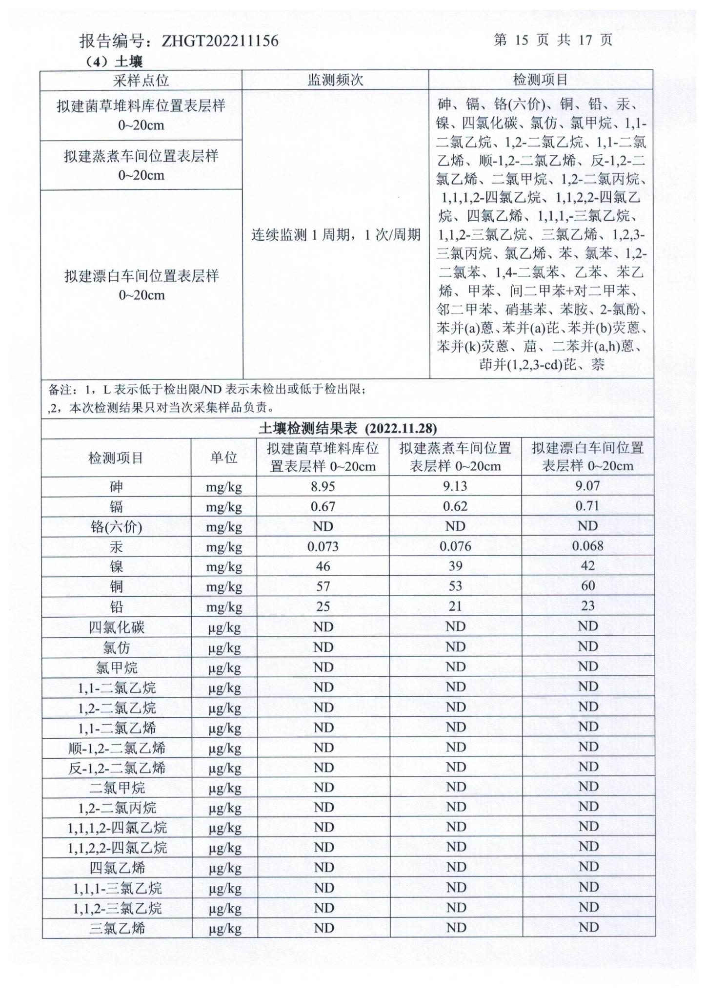 报告编号：ZHGT202211156
第 15 页 共 17 页
（4）土壤
采样点位 监测频次 检测项目
拟建菌草堆料库位置表层样
0~20cm
拟建蒸煮车间位置表层样
0~20cm
拟建漂白车间位置表层样
0~20cm
连续监测 1 周期，1 次/周期
砷、镉、铬(六价)、铜、铅、汞、
镍、四氯化碳、氯仿、氯甲烷、1,1-
二氯乙烷、1,2-二氯乙烷、1,1-二氯
乙烯、顺-1,2-二氯乙烯、反-1,2-二
氯乙烯、二氯甲烷、1,2-二氯丙烷、
1,1,1,2-四氯乙烷、1,1,2,2-四氯乙
烷、四氯乙烯、1,1,1,-三氯乙烷、
1,1,2-三氯乙烷、三氯乙烯、1,2,3-
三氯丙烷、氯乙烯、苯、氯苯、1,2-
二氯苯、1,4-二氯苯、乙苯、苯乙
烯、甲苯、间二甲苯+对二甲苯、
邻二甲苯、硝基苯、苯胺、2-氯酚、
苯并(a)蒽、苯并(a)芘、苯并(b)荧蒽、
苯并(k)荧蒽、䓛、二苯并(a,h)蒽、
茚并(1,2,3-cd)芘、萘
备注：1，L 表示低于检出限/ND 表示未检出或低于检出限；
,2，本次检测结果只对当次采集样品负责。
土壤检测结果表 (2022.11.28)
检测项目 单位 拟建菌草堆料库位 拟建蒸煮车间位置 拟建漂白车间位置
置表层样 0~20cm 表层样 0~20cm 表层样 0~20cm
砷 mg/kg 8.95 9.13 9.07
镉 mg/kg 0.67 0.62 0.71
铬(六价) mg/kg ND ND ND
汞 mg/kg 0.073 0.076 0.068
镍 mg/kg 46 39 42
铜 mg/kg 57 53 60
铅 mg/kg 25 21 23
四氯化碳 μg/kg ND ND ND
氯仿 μg/kg ND ND ND
氯甲烷 μg/kg ND ND ND
1,1-二氯乙烷 μg/kg ND ND ND
1,2-二氯乙烷 μg/kg ND ND ND
1,1-二氯乙烯 μg/kg ND ND ND
顺-1,2-二氯乙烯 μg/kg ND ND ND
反-1,2-二氯乙烯 μg/kg ND ND ND
二氯甲烷 μg/kg ND ND ND
1,2-二氯丙烷 μg/kg ND ND ND
1,1,1,2-四氯乙烷 μg/kg ND ND ND
1,1,2,2-四氯乙烷 μg/kg ND ND ND
四氯乙烯 μg/kg ND ND ND
1,1,1-三氯乙烷 μg/kg ND ND ND
1,1,2-三氯乙烷 μg/kg ND ND ND
三氯乙烯 μg/kg ND ND ND